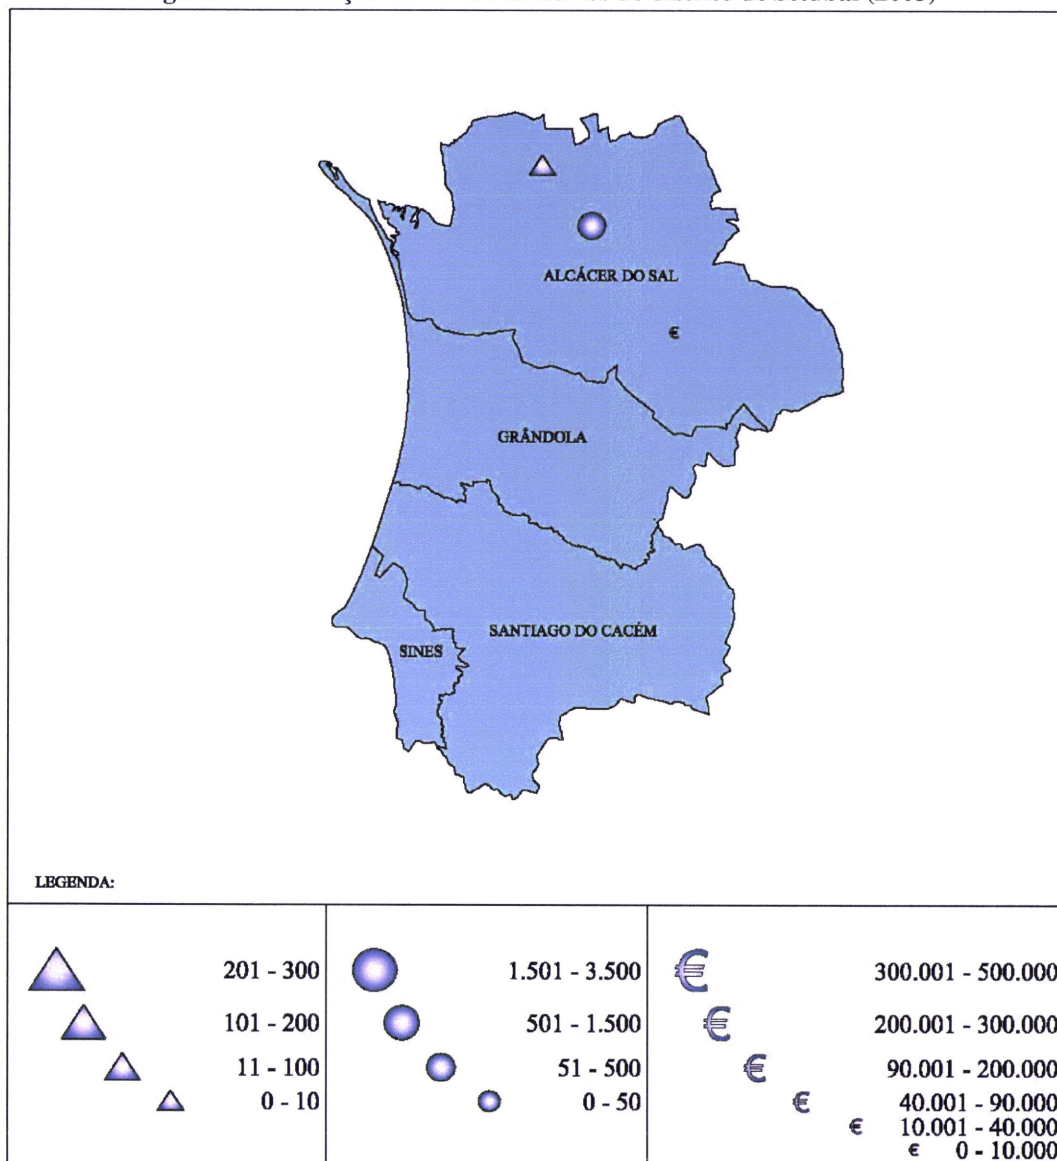 ALCÁCER DO SAL
€
GRÂNDOLA
SANTIAGO DO CACÉM
SINES
LEGENDA:
201 - 300
101 - 200
11 - 100
0 - 10
1.501 - 3.500
501 - 1.500
51 - 500
0 - 50
€ 300.001 - 500.000
€ 200.001 - 300.000
€ 90.001 - 200.000
€ 40.001 - 90.000
€ 10.001 - 40.000
€ 0 - 10.000